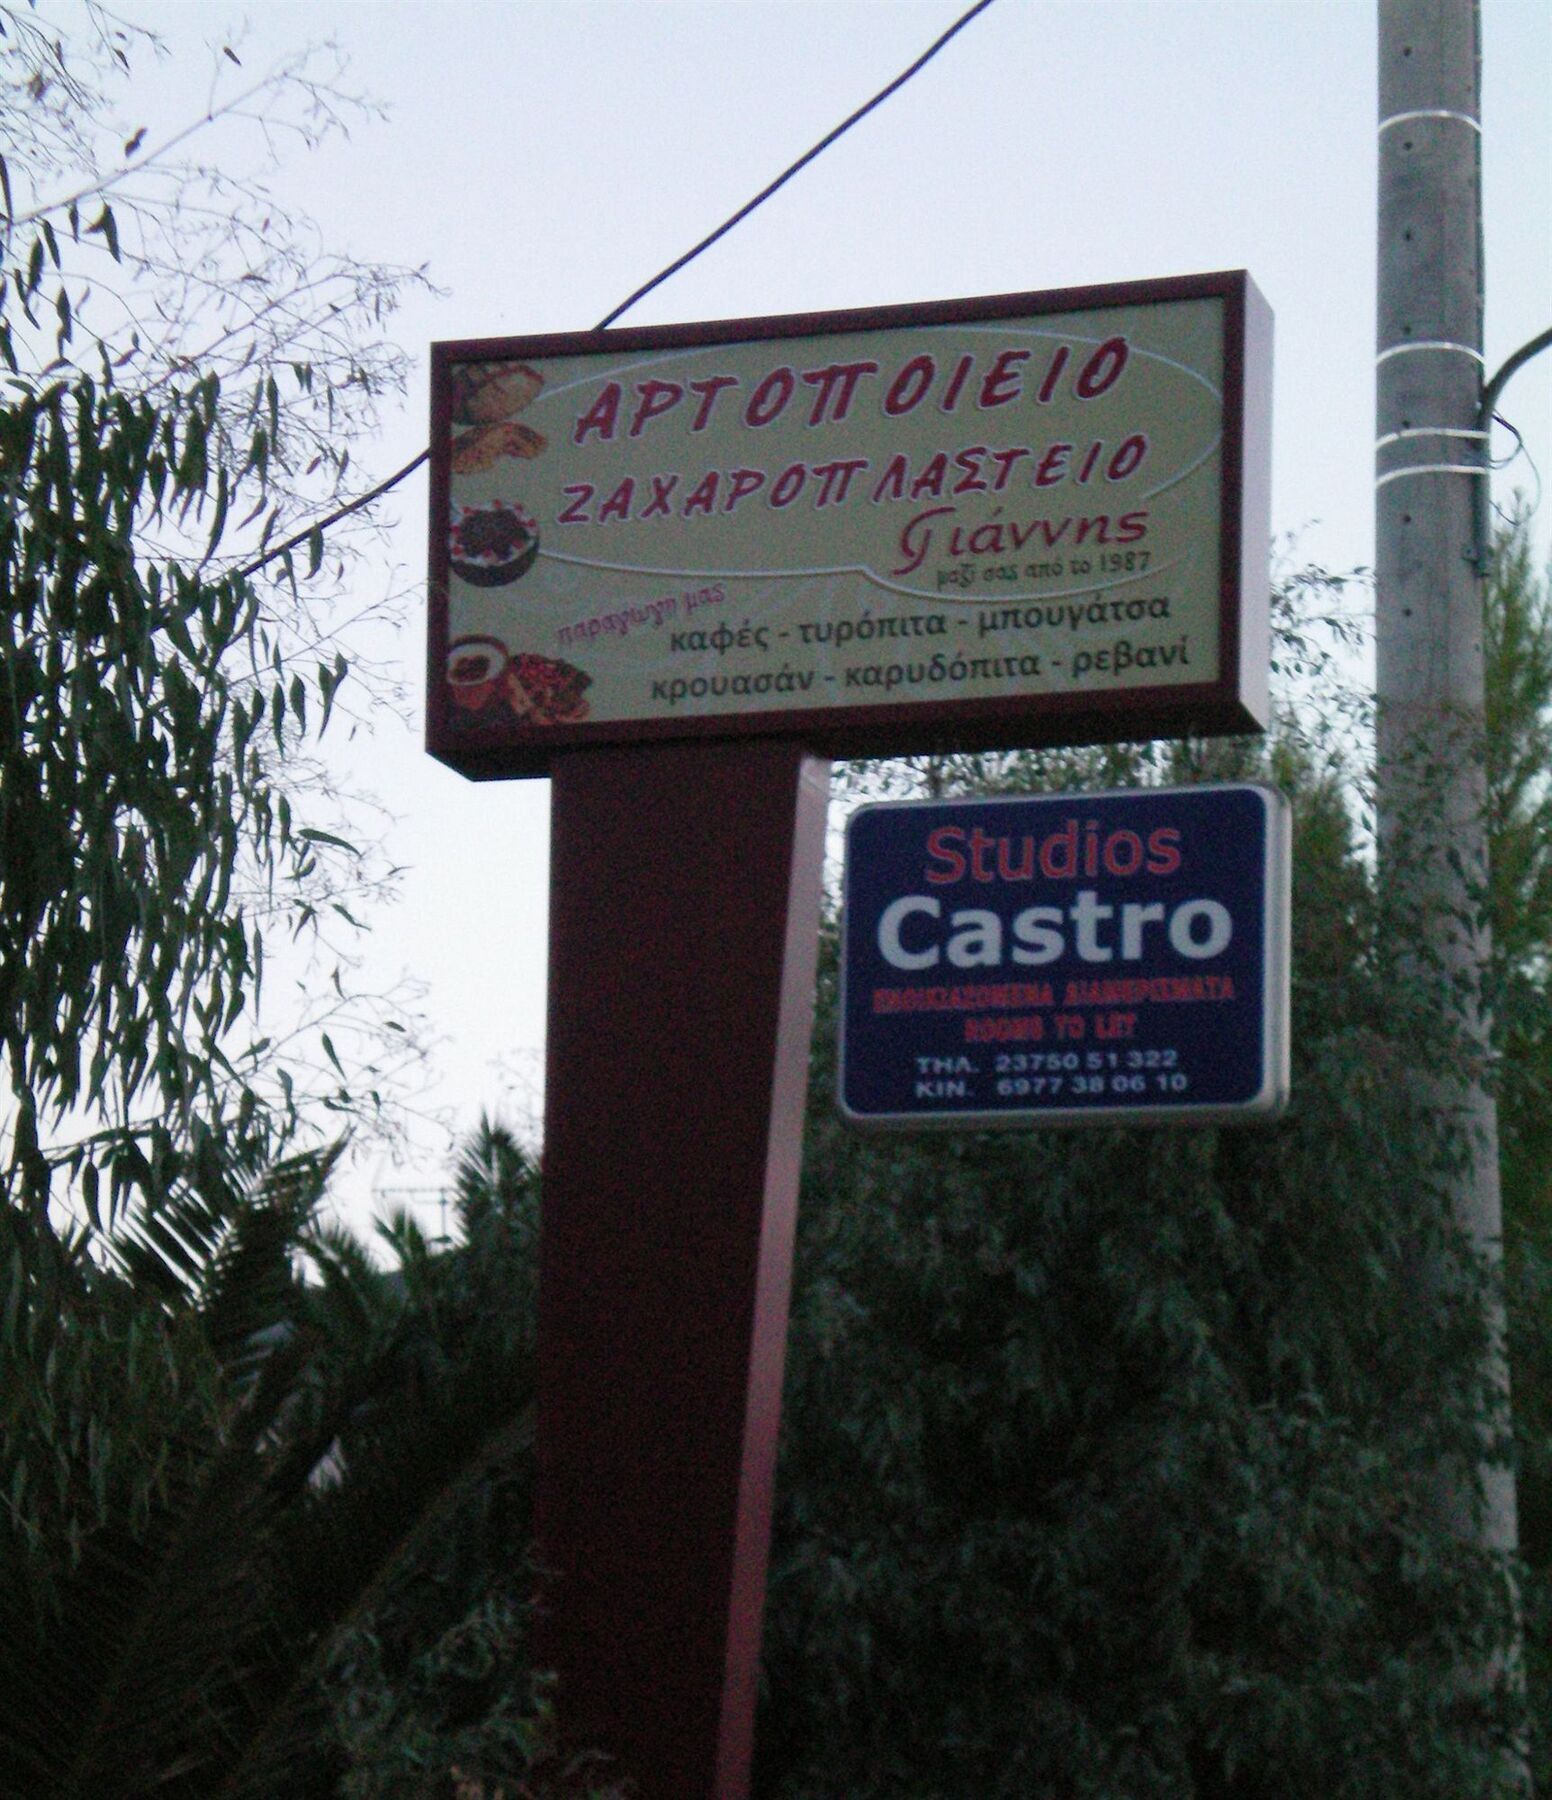 ΑΡΤΟΠΟΙΕΙΟ
ΖΑΧΑΡΟΠΛΑΣΤΕΙΟ
Γιάννης
μαζί σας από το 1987
παραγωγη μας
καφές - τυρόπιτα - μπουγάτσα
κρουασάν - καρυδόπιτα - ρεβανί
Studios
Castro
ΕΝΟΙΚΙΑΖΟΜΕΝΑ ΔΙΑΜΕΡΙΣΜΑΤΑ
ROOMS TO LET
ΤΗΛ. 23750 51 322
ΚΙΝ. 6977 38 06 10